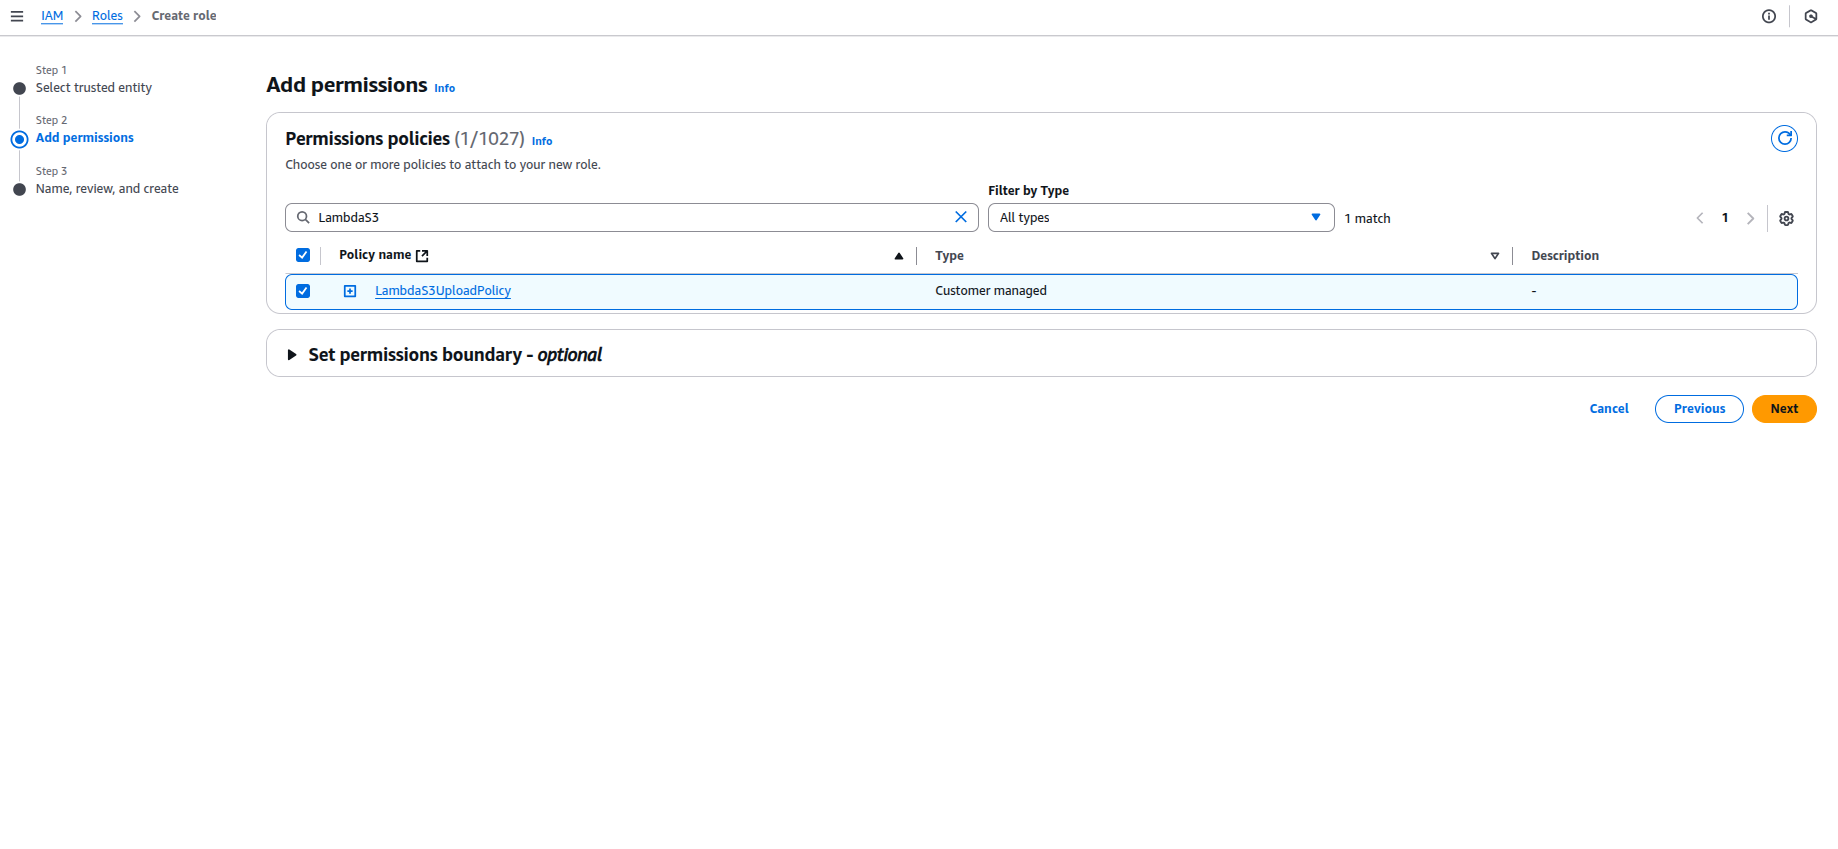 IAM > Roles > Create role
Step 1
Select trusted entity
Step 2
Add permissions
Step 3
Name, review, and create
Add permissions Info
Permissions policies (1/1027) Info
Choose one or more policies to attach to your new role.
Filter by Type
LambdaS3
All types
1 match
1
Policy name
Type
Description
LambdaS3UploadPolicy
Customer managed
-
Set permissions boundary - optional
Cancel
Previous
Next